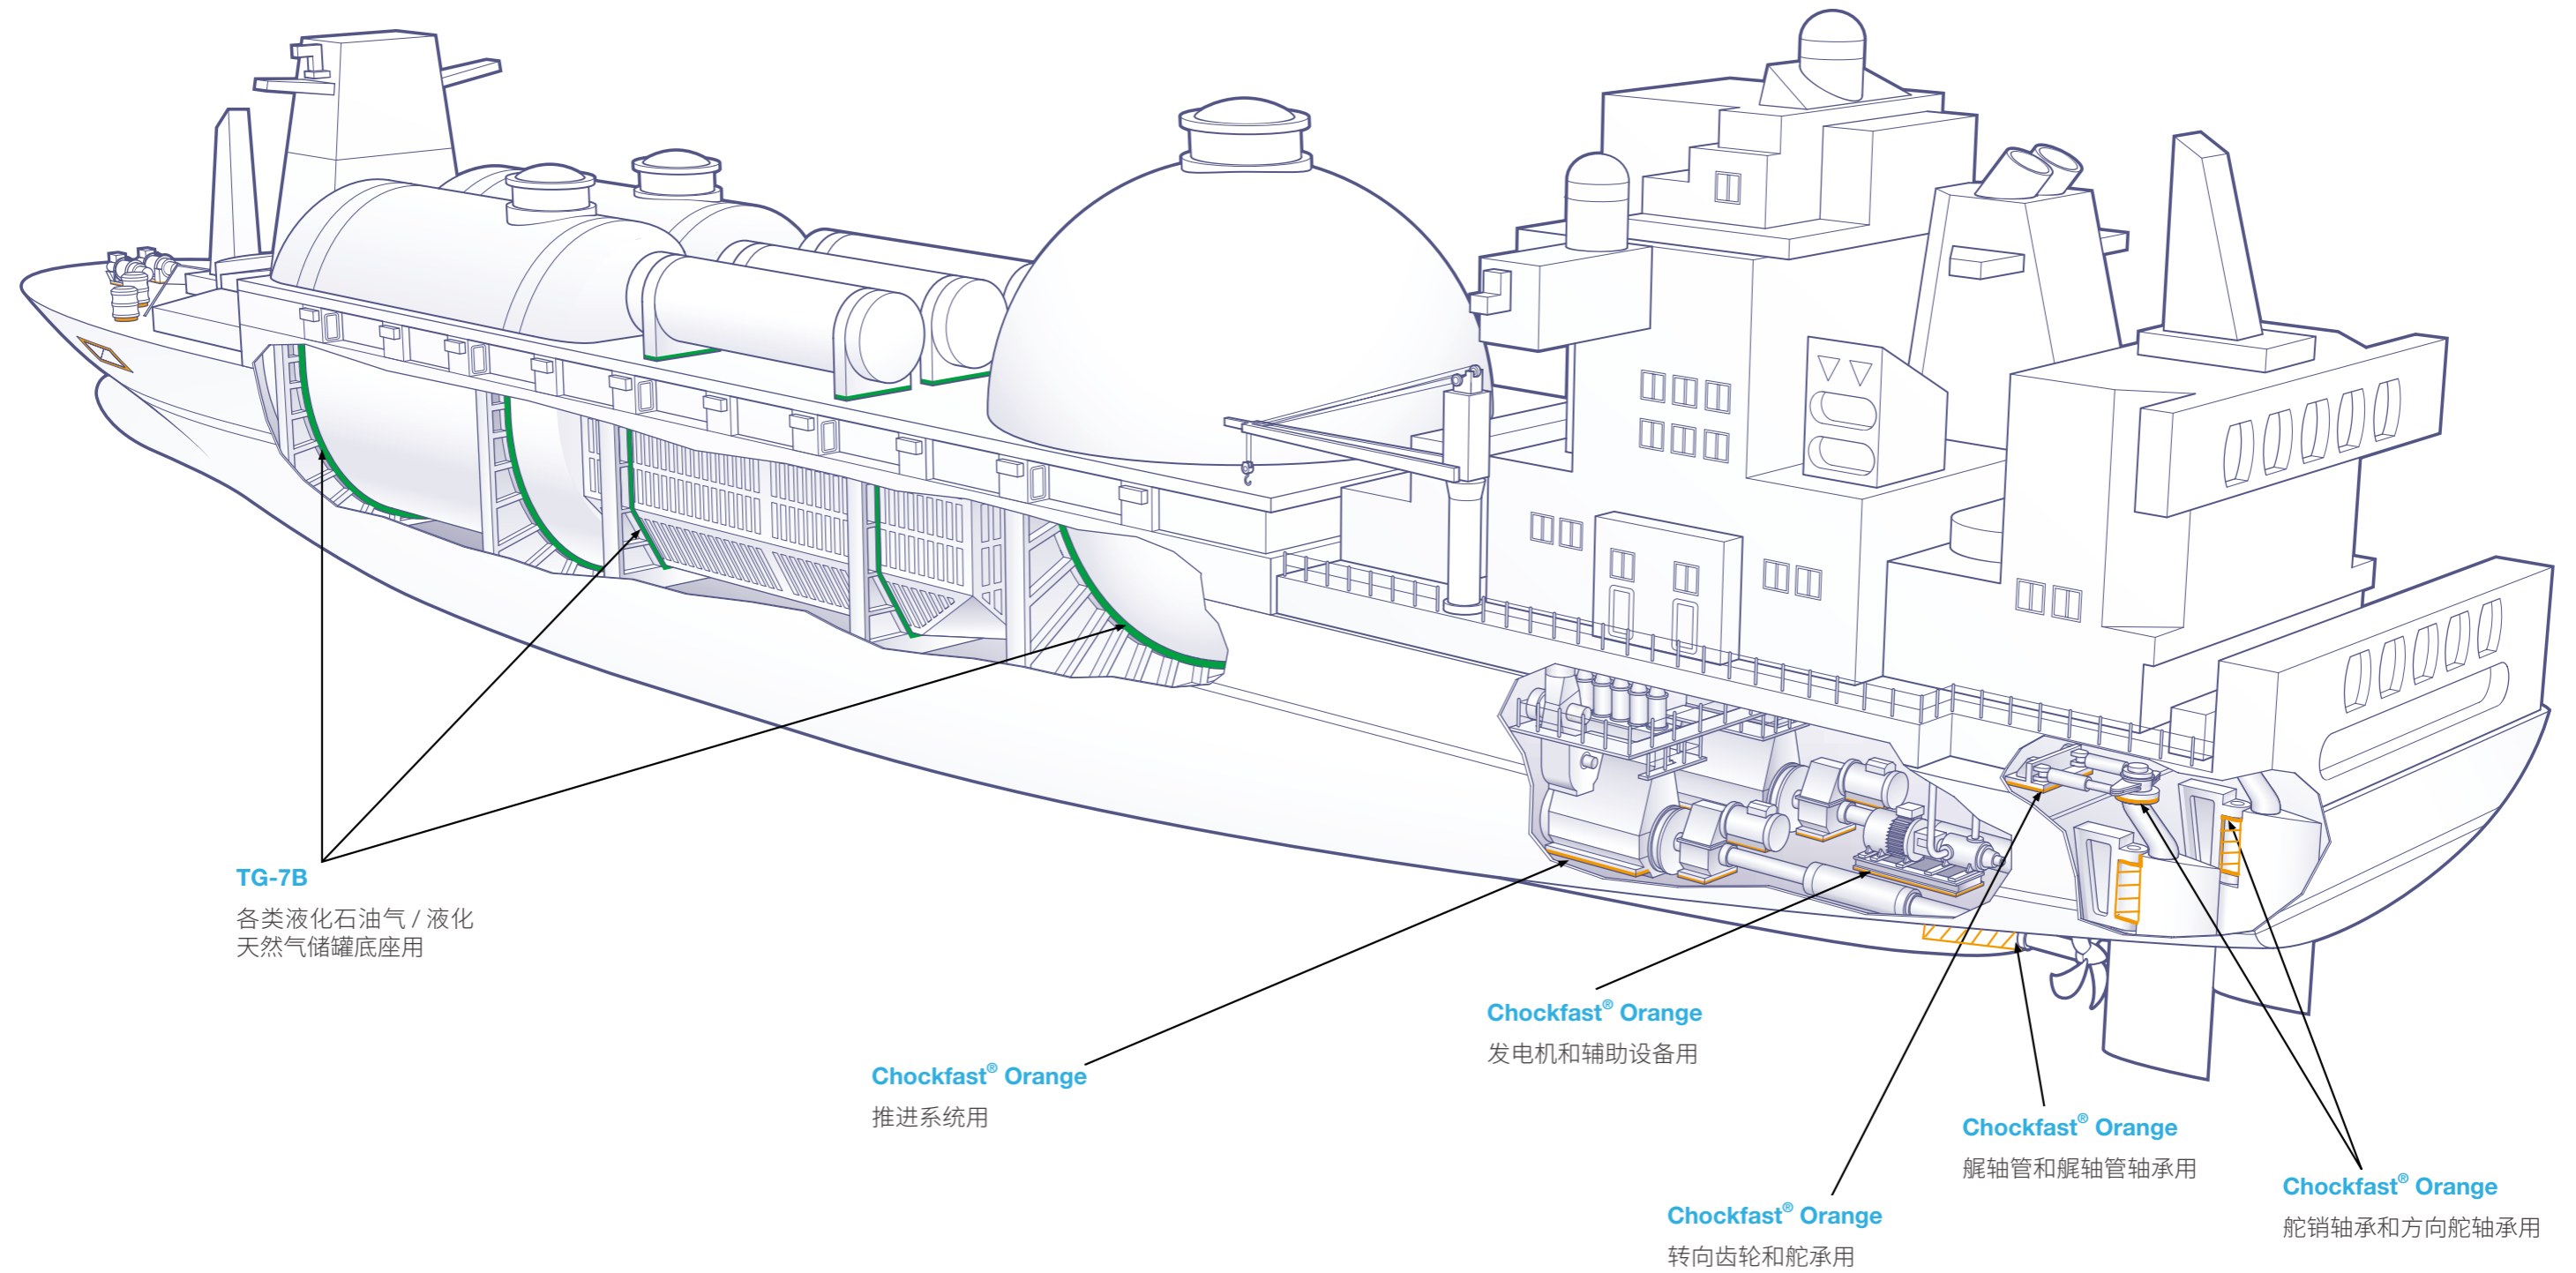 TG-7B
各类液化石油气 / 液化
天然气储罐底座用
Chockfast® Orange
推进系统用
Chockfast® Orange
发电机和辅助设备用
Chockfast® Orange
转向齿轮和舵承用
Chockfast® Orange
艉轴管和艉轴管轴承用
Chockfast® Orange
舵销轴承和方向舵轴承用